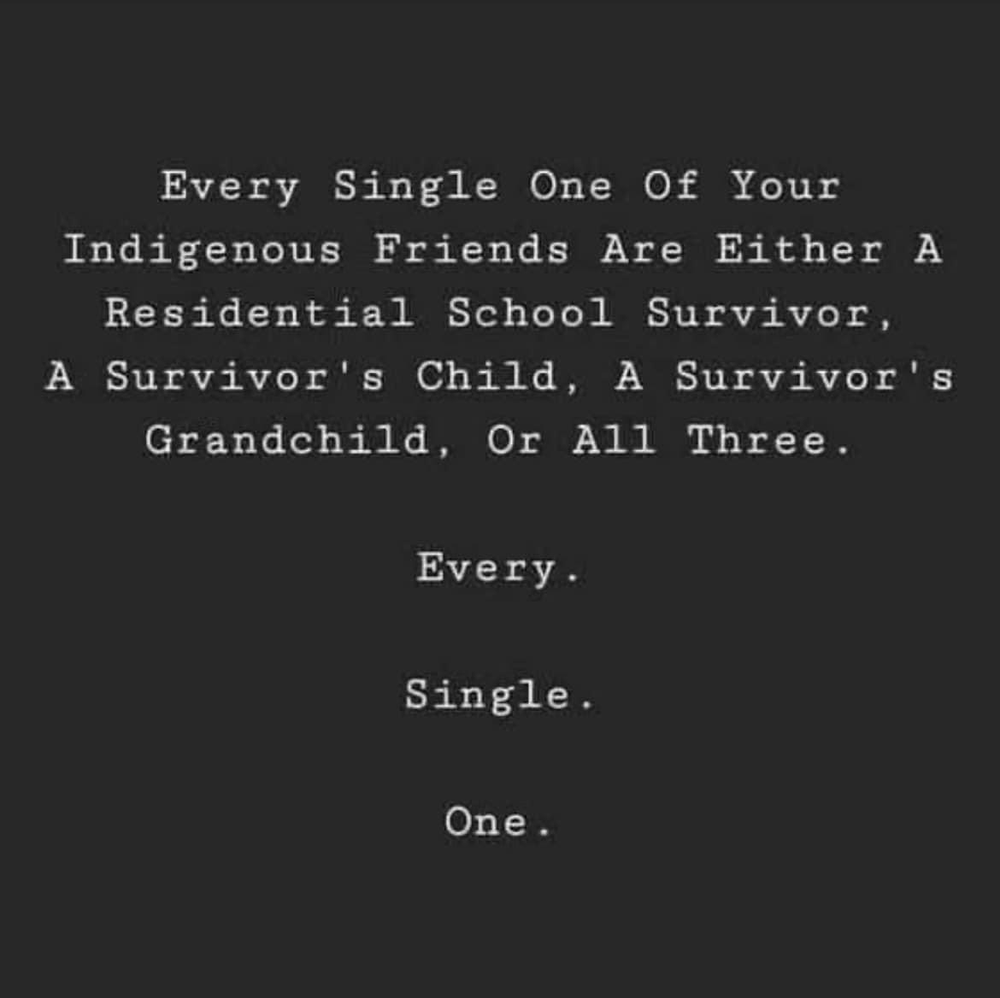 Every Single One Of Your
Indigenous Friends Are Either A
Residential School Survivor,
A Survivor's Child, A Survivor's
Grandchild, Or All Three.
Every.
Single.
One.